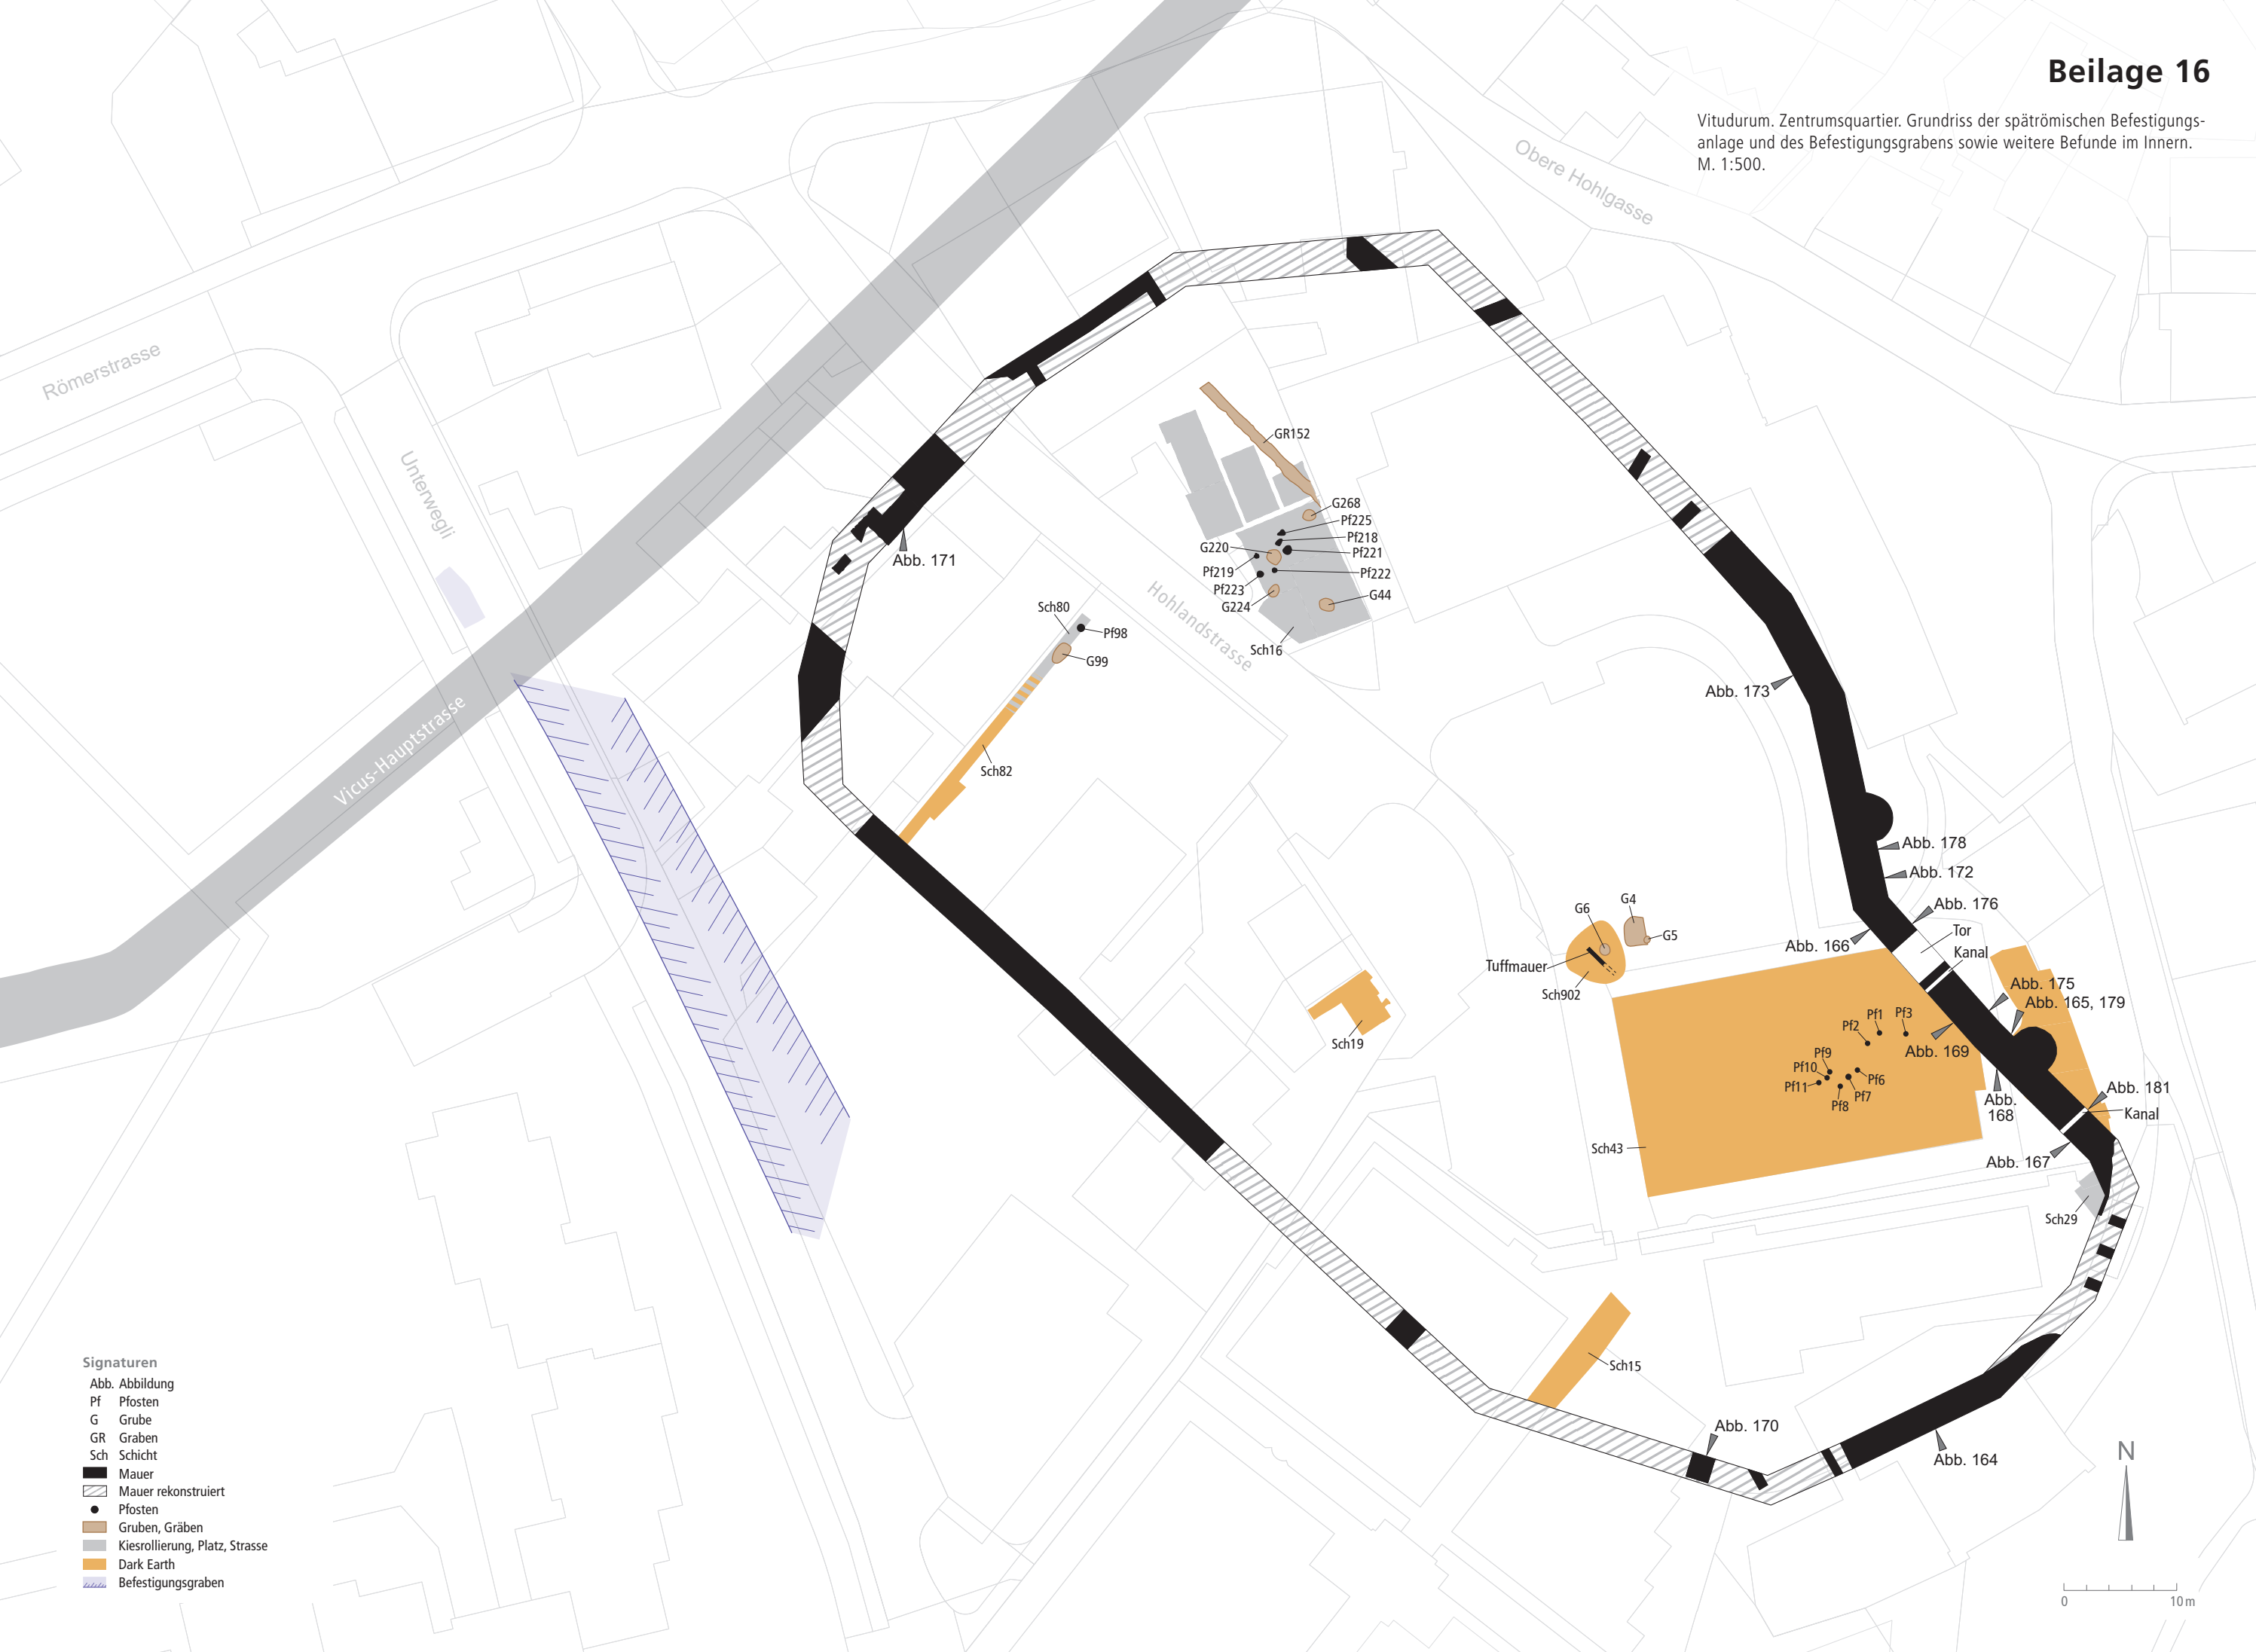 Beilage 16
Vitudurum. Zentrumsquartier. Grundriss der spätrömischen Befestigungs-
anlage und des Befestigungsgrabens sowie weitere Befunde im Innern.
M. 1:500.
Obere Hohlgasse
Römerstrasse
Unterwegli
Vicus-Hauptstrasse
Hohlandstrasse
GR152
G268
Pf225
Pf218
G220
Pf221
Pf219
Pf222
Pf223
G224
G44
Sch16
Abb. 171
Sch80
Pf98
G99
Sch82
Abb. 173
Abb. 178
Abb. 172
Abb. 176
Abb. 166
Tor
Kanal
Abb. 175
Abb. 165, 179
G4
G6
G5
Tuffmauer
Sch902
Sch19
Pf1
Pf3
Pf2
Abb. 169
Pf9
Pf10
Pf11
Pf6
Pf7
Pf8
Abb.
168
Abb. 181
Kanal
Sch43
Abb. 167
Sch29
Sch15
Abb. 170
Abb. 164
N
0 10 m
Signaturen
Abb. Abbildung
Pf Pfosten
G Grube
GR Graben
Sch Schicht
Mauer
Mauer rekonstruiert
Pfosten
Gruben, Gräben
Kiesrollierung, Platz, Strasse
Dark Earth
Befestigungsgraben